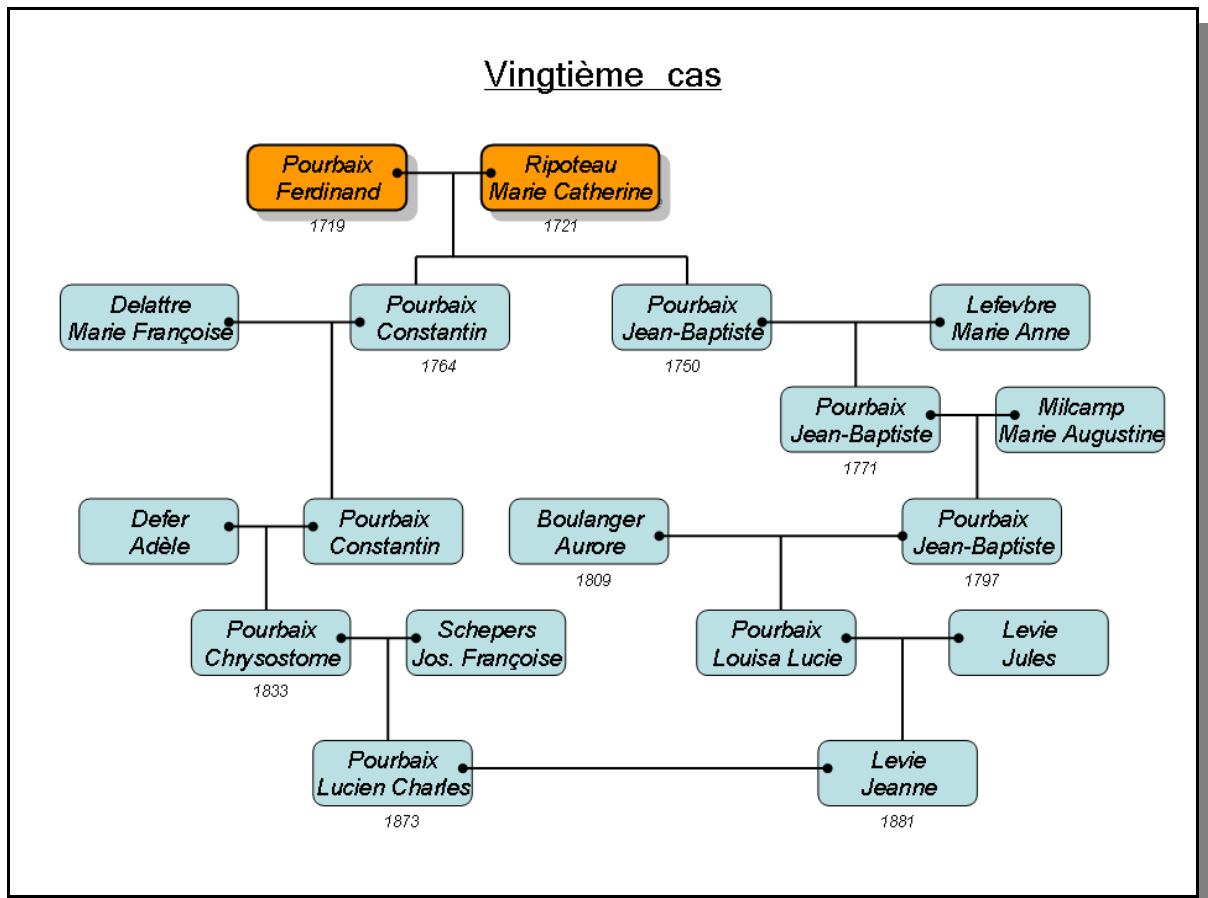 Vingtième cas
Pourbaix
Ferdinand
1719
Ripoteau
Marie Catherine
1721
Delattre
Marie Françoise
Pourbaix
Constantin
1764
Pourbaix
Jean-Baptiste
1750
Lefevbre
Marie Anne
Pourbaix
Jean-Baptiste
1771
Milcamp
Marie Augustine
Defer
Adèle
Pourbaix
Constantin
Boulanger
Aurore
1809
Pourbaix
Jean-Baptiste
1797
Pourbaix
Chrysostome
1833
Schepers
Jos. Françoise
Pourbaix
Louisa Lucie
Levie
Jules
Pourbaix
Lucien Charles
1873
Levie
Jeanne
1881